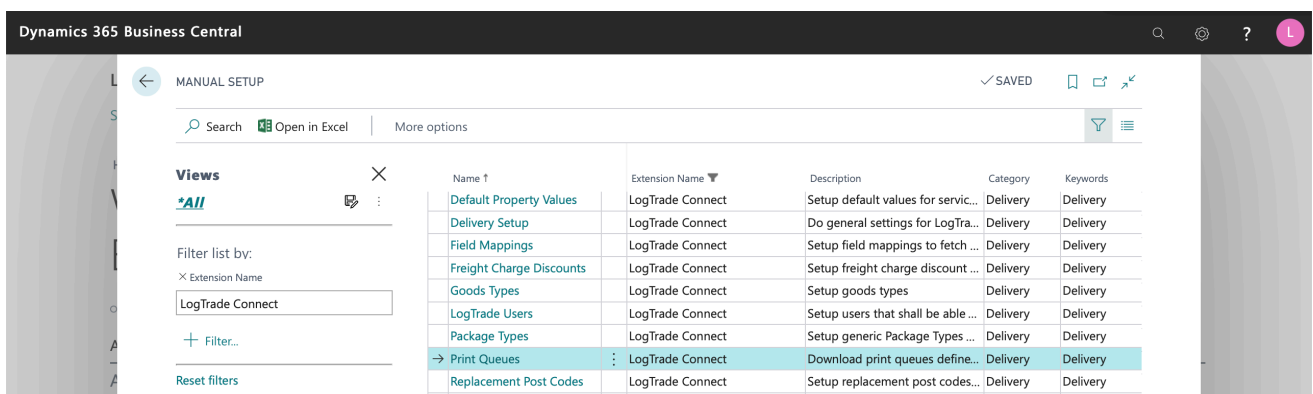 Dynamics 365 Business Central
?
L
MANUAL SETUP
SAVED
Search
Open in Excel
More options
Views
*All
Filter list by:
× Extension Name
LogTrade Connect
+ Filter...
Reset filters
Name ↑ Extension Name Description Category Keywords
Default Property Values LogTrade Connect Setup default values for servic... Delivery Delivery
Delivery Setup LogTrade Connect Do general settings for LogTra... Delivery Delivery
Field Mappings LogTrade Connect Setup field mappings to fetch ... Delivery Delivery
Freight Charge Discounts LogTrade Connect Setup freight charge discount ... Delivery Delivery
Goods Types LogTrade Connect Setup goods types Delivery Delivery
LogTrade Users LogTrade Connect Setup users that shall be able ... Delivery Delivery
Package Types LogTrade Connect Setup generic Package Types ... Delivery Delivery
Print Queues LogTrade Connect Download print queues define... Delivery Delivery
Replacement Post Codes LogTrade Connect Setup replacement post codes... Delivery Delivery